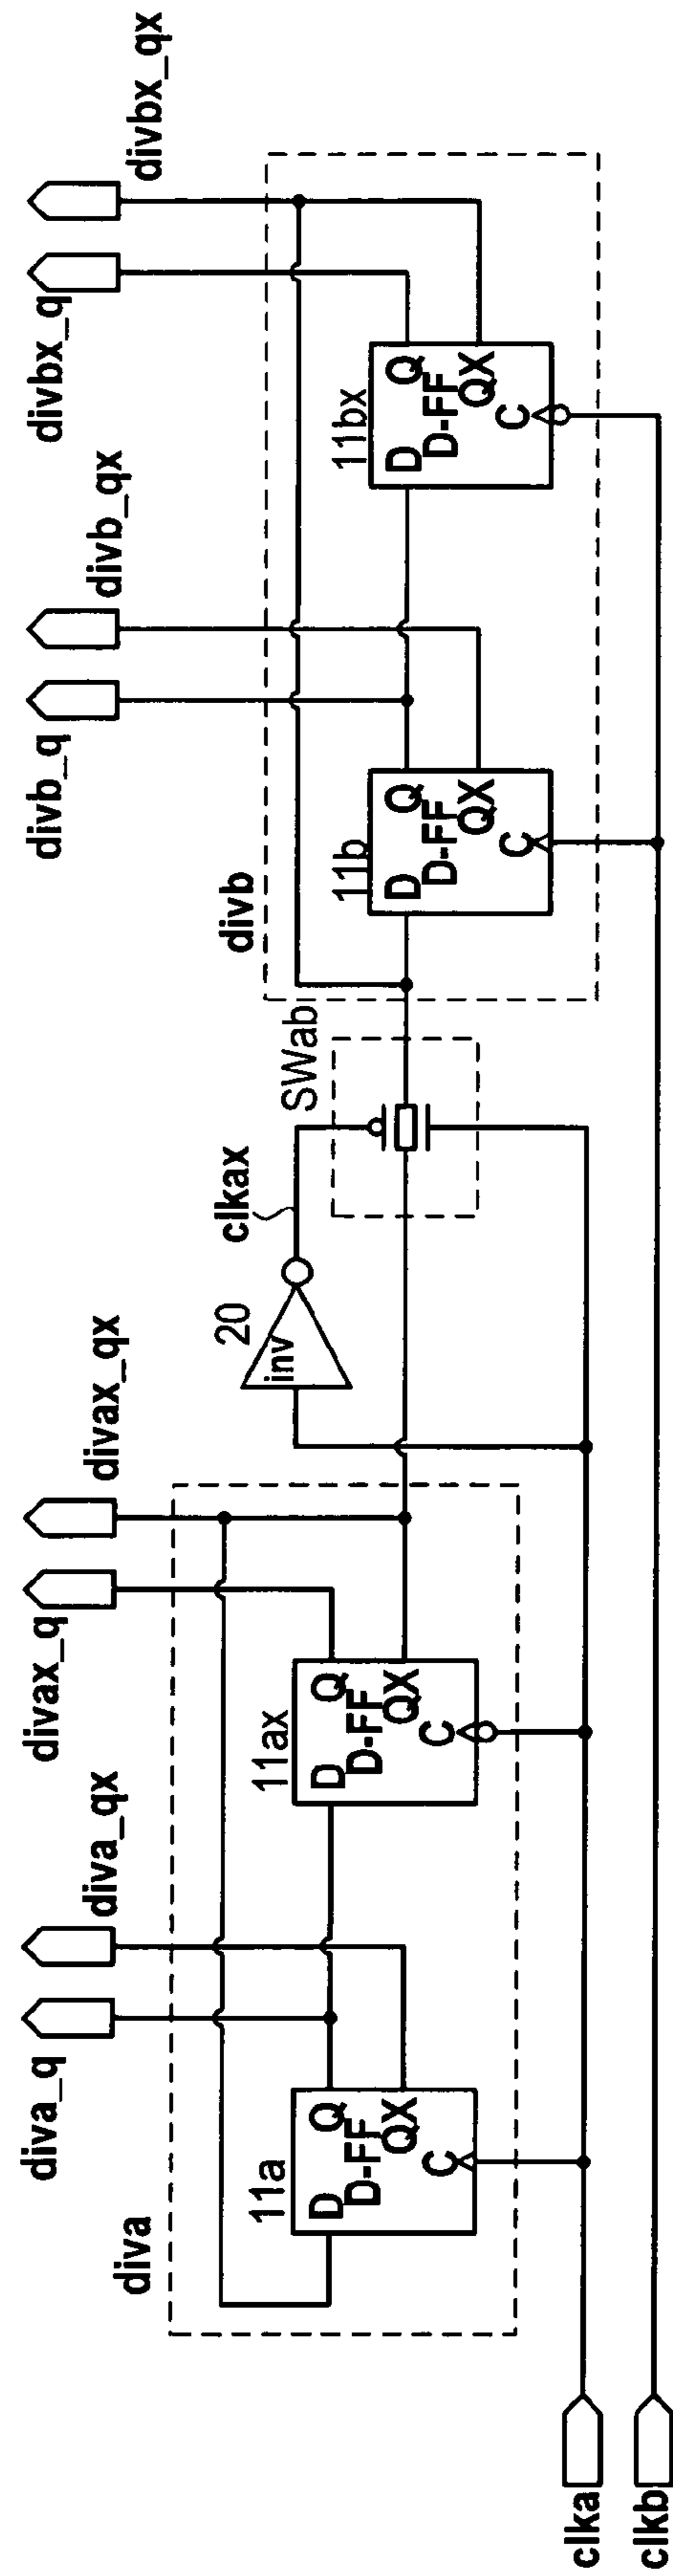 diva_q
diva_qx
divax_q
divax_qx
divb_q
divb_qx
divbx_q
divbx_qx
diva
11a
D
Q
D-FF
QX
C
11ax
D
Q
D-FF
QX
C
20
inv
clkax
SWab
divb
11b
D
Q
D-FF
QX
C
11bx
D
Q
D-FF
QX
C
clka
clkb